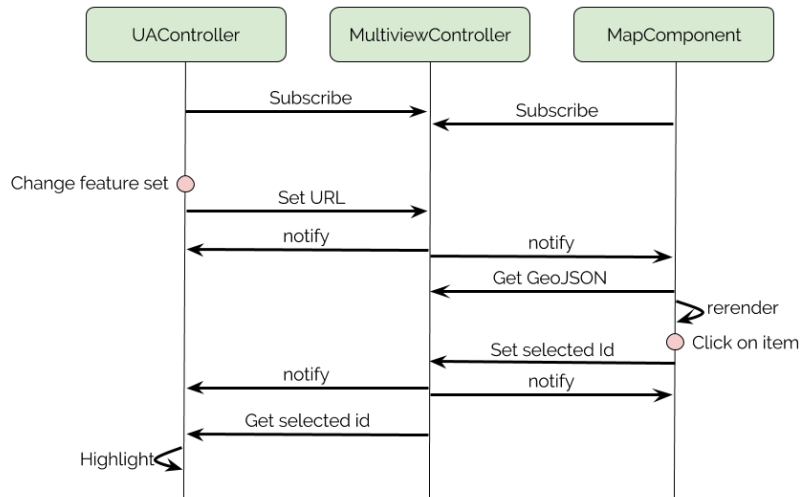 UAController
MultiviewController
MapComponent
Subscribe
Subscribe
Change feature set
Set URL
notify
notify
Get GeoJSON
rerender
Click on item
Set selected Id
notify
notify
Get selected id
Highlight